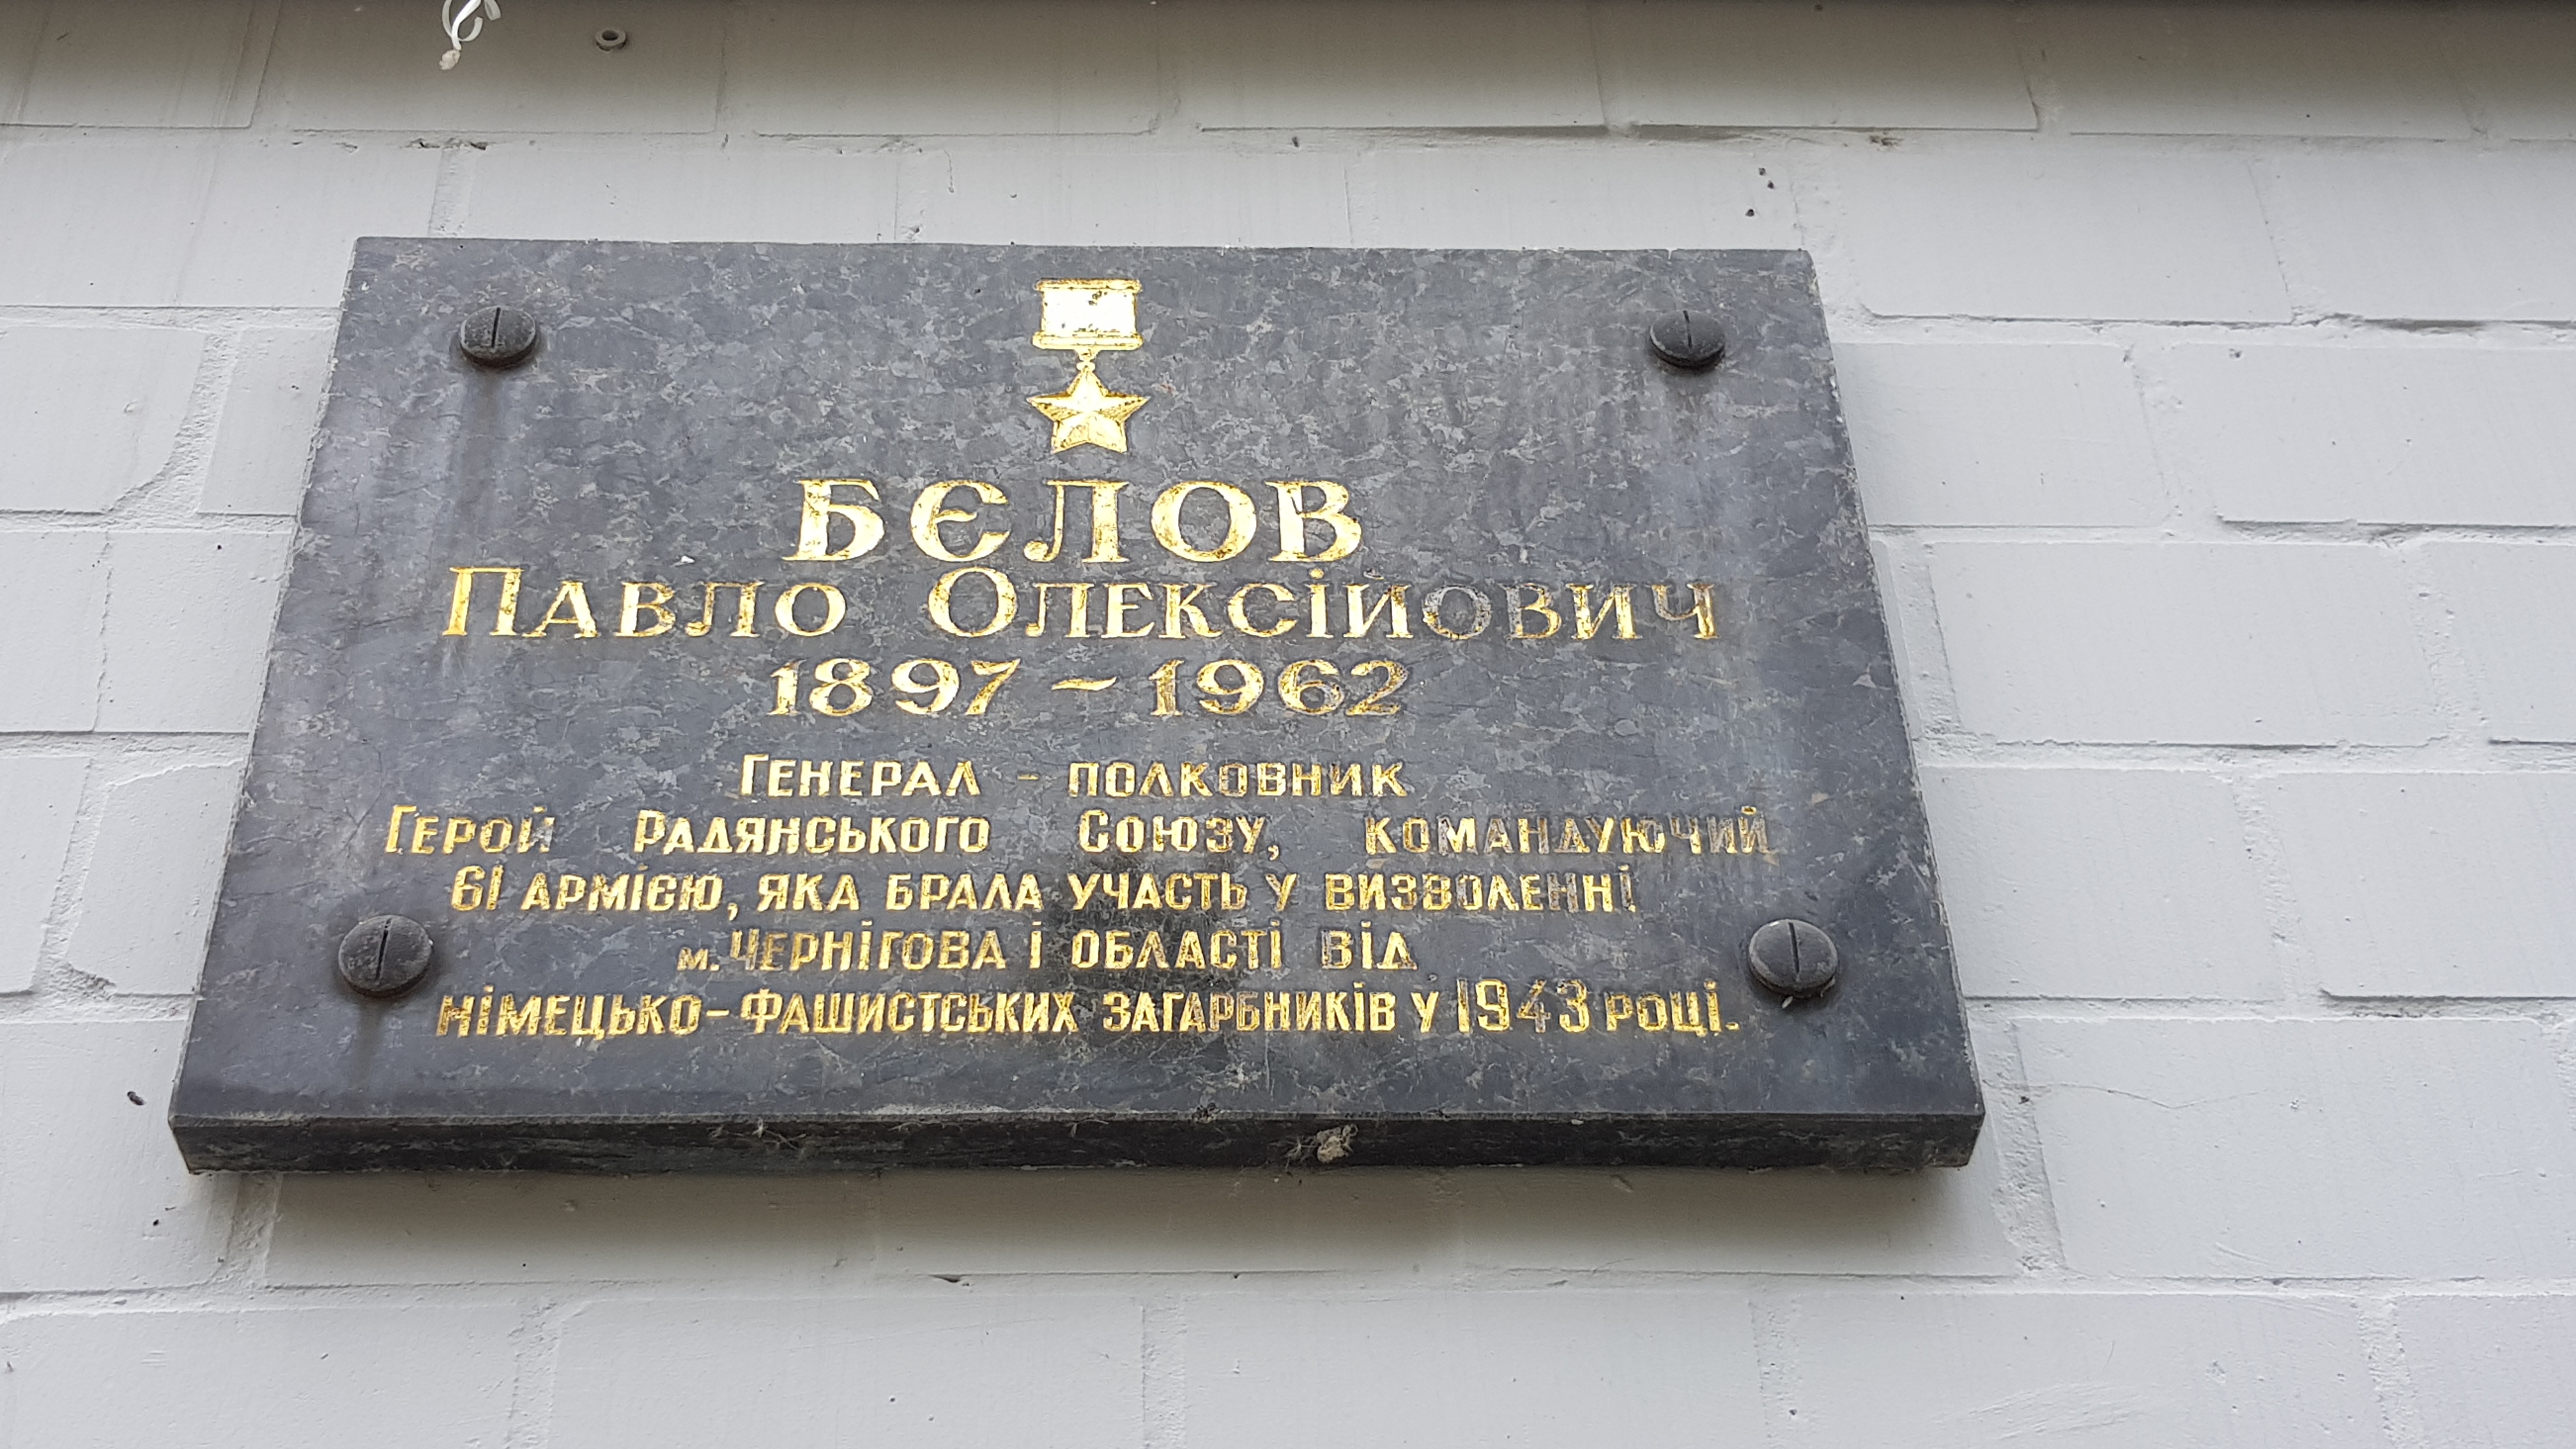 БЄЛОВ
ПАВЛО ОЛЕКСІЙОВИЧ
1897 ~ 1962
ГЕНЕРАЛ - ПОЛКОВНИК
ГЕРОЙ РАДЯНСЬКОГО СОЮЗУ, КОМАНДУЮЧИЙ
61 АРМІЄЮ, ЯКА БРАЛА УЧАСТЬ У ВИЗВОЛЕННІ
м. ЧЕРНІГОВА І ОБЛАСТІ ВІД
НІМЕЦЬКО-ФАШИСТСЬКИХ ЗАГАРБНИКІВ У 1943 РОЦІ.